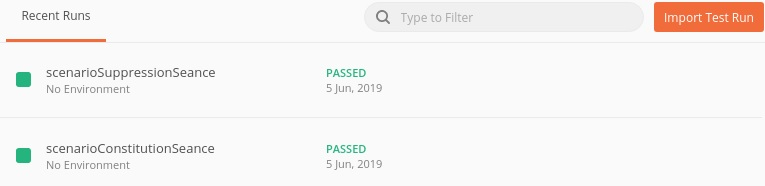 Recent Runs
Type to Filter
Import Test Run
scenarioSuppressionSeance
PASSED
No Environment
5 Jun, 2019
scenarioConstitutionSeance
PASSED
No Environment
5 Jun, 2019